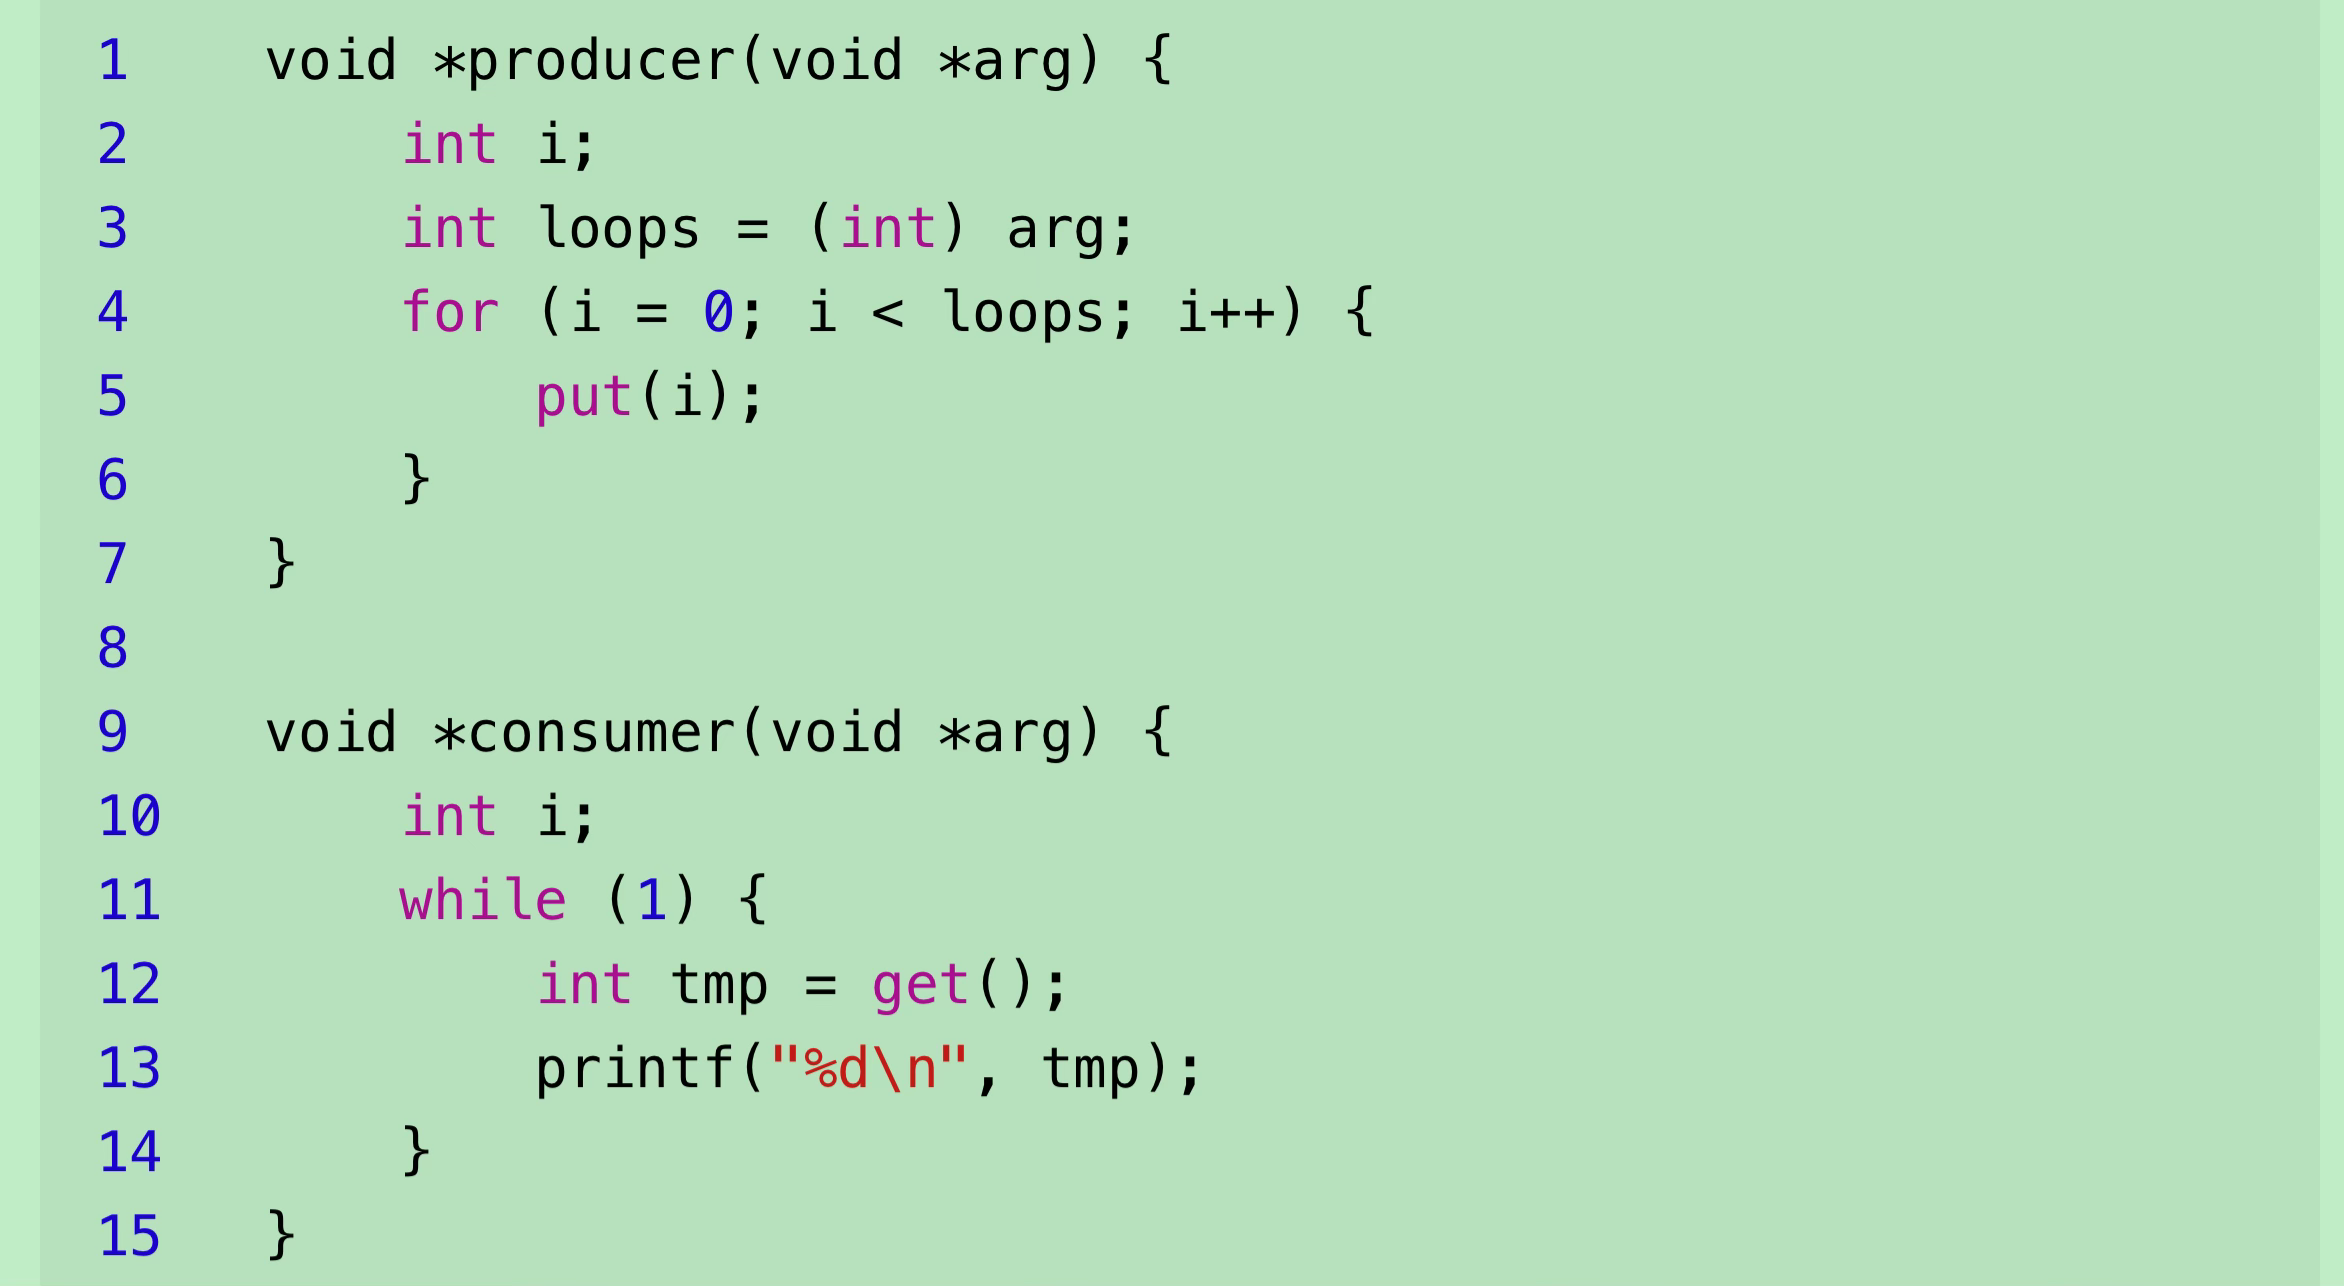 1    void *producer(void *arg) {
2        int i;
3        int loops = (int) arg;
4        for (i = 0; i < loops; i++) {
5            put(i);
6        }
7    }
8
9    void *consumer(void *arg) {
10       int i;
11       while (1) {
12           int tmp = get();
13           printf("%d\n", tmp);
14       }
15   }